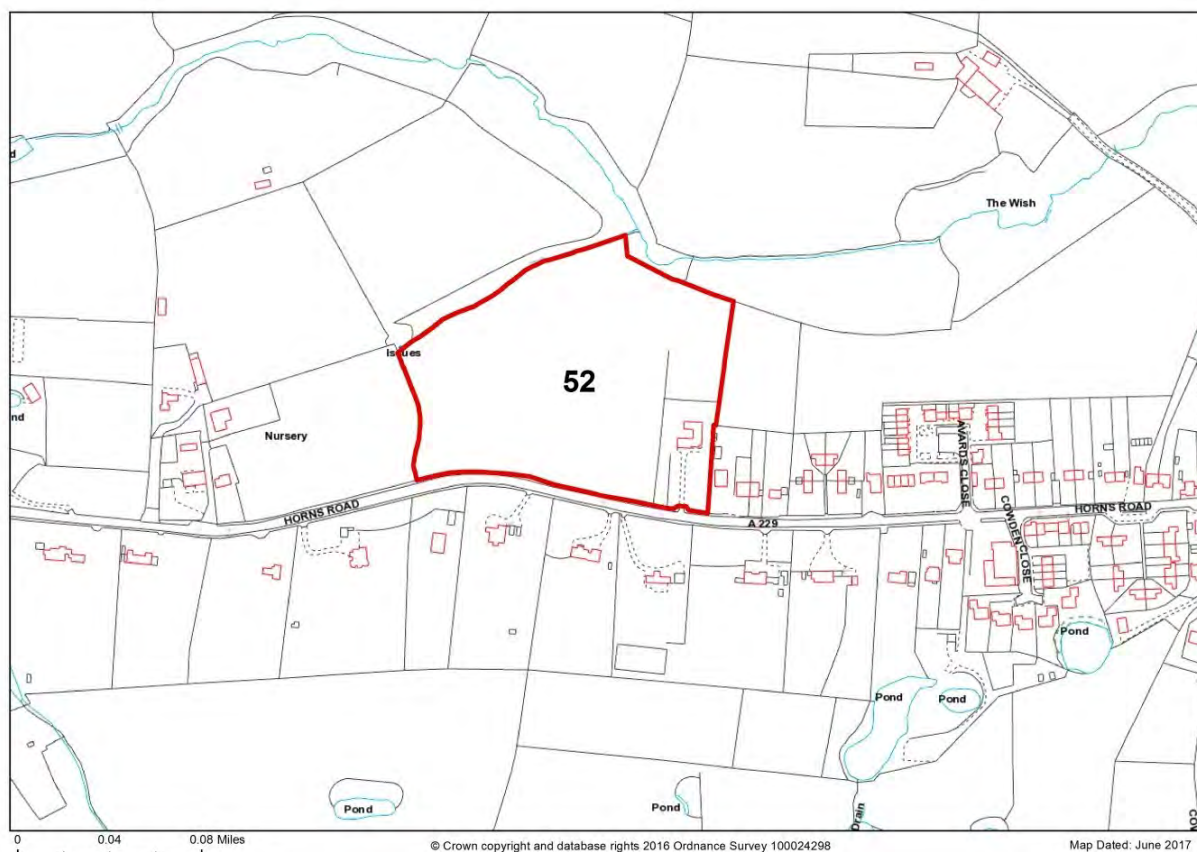 d
The Wish
Issues
52
nd
Nursery
AVARDS CLOSE
HORNS ROAD
A 229
COWDEN CLOSE
HORNS ROAD
Pond
Pond
Pond
Pond
Pond
Drain
0 0.04 0.08 Miles
© Crown copyright and database rights 2016 Ordnance Survey 100024298
Map Dated: June 2017